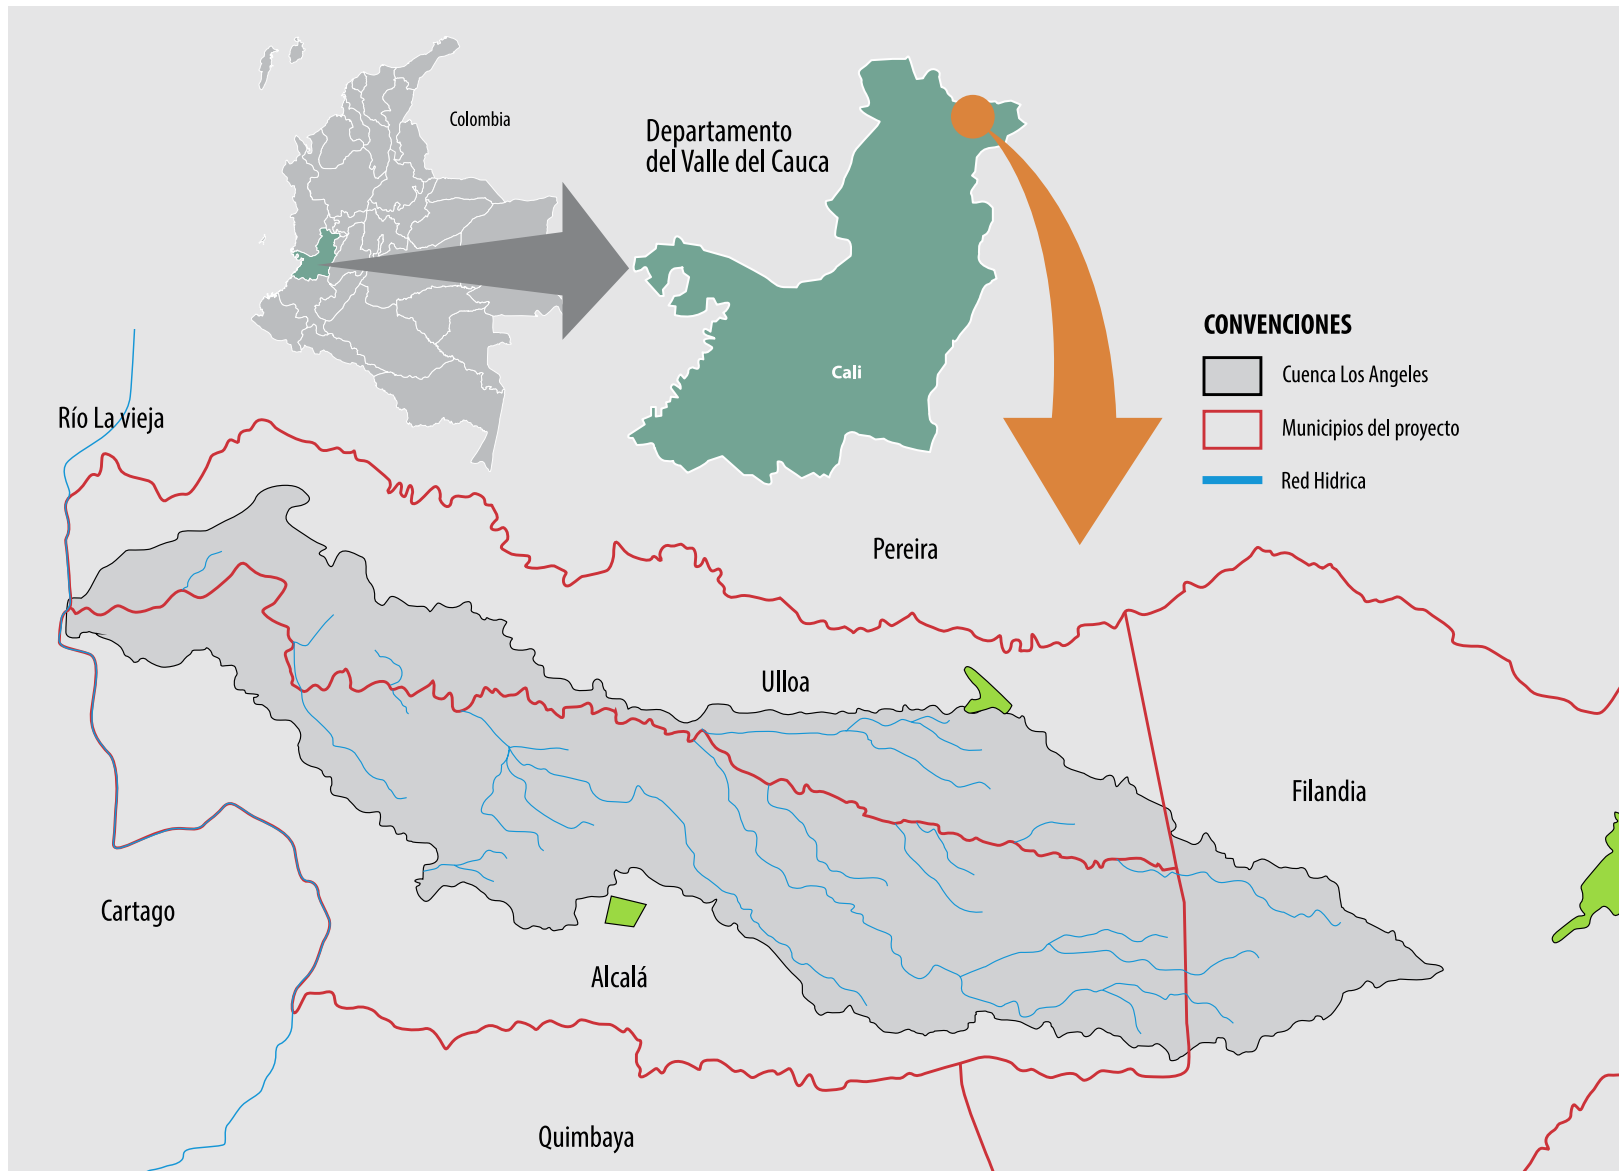 Colombia
Departamento
del Valle del Cauca
Cali
CONVENCIONES
Cuenca Los Angeles
Municipios del proyecto
Red Hidrica
Río La vieja
Pereira
Ulloa
Filandia
Cartago
Alcalá
Quimbaya